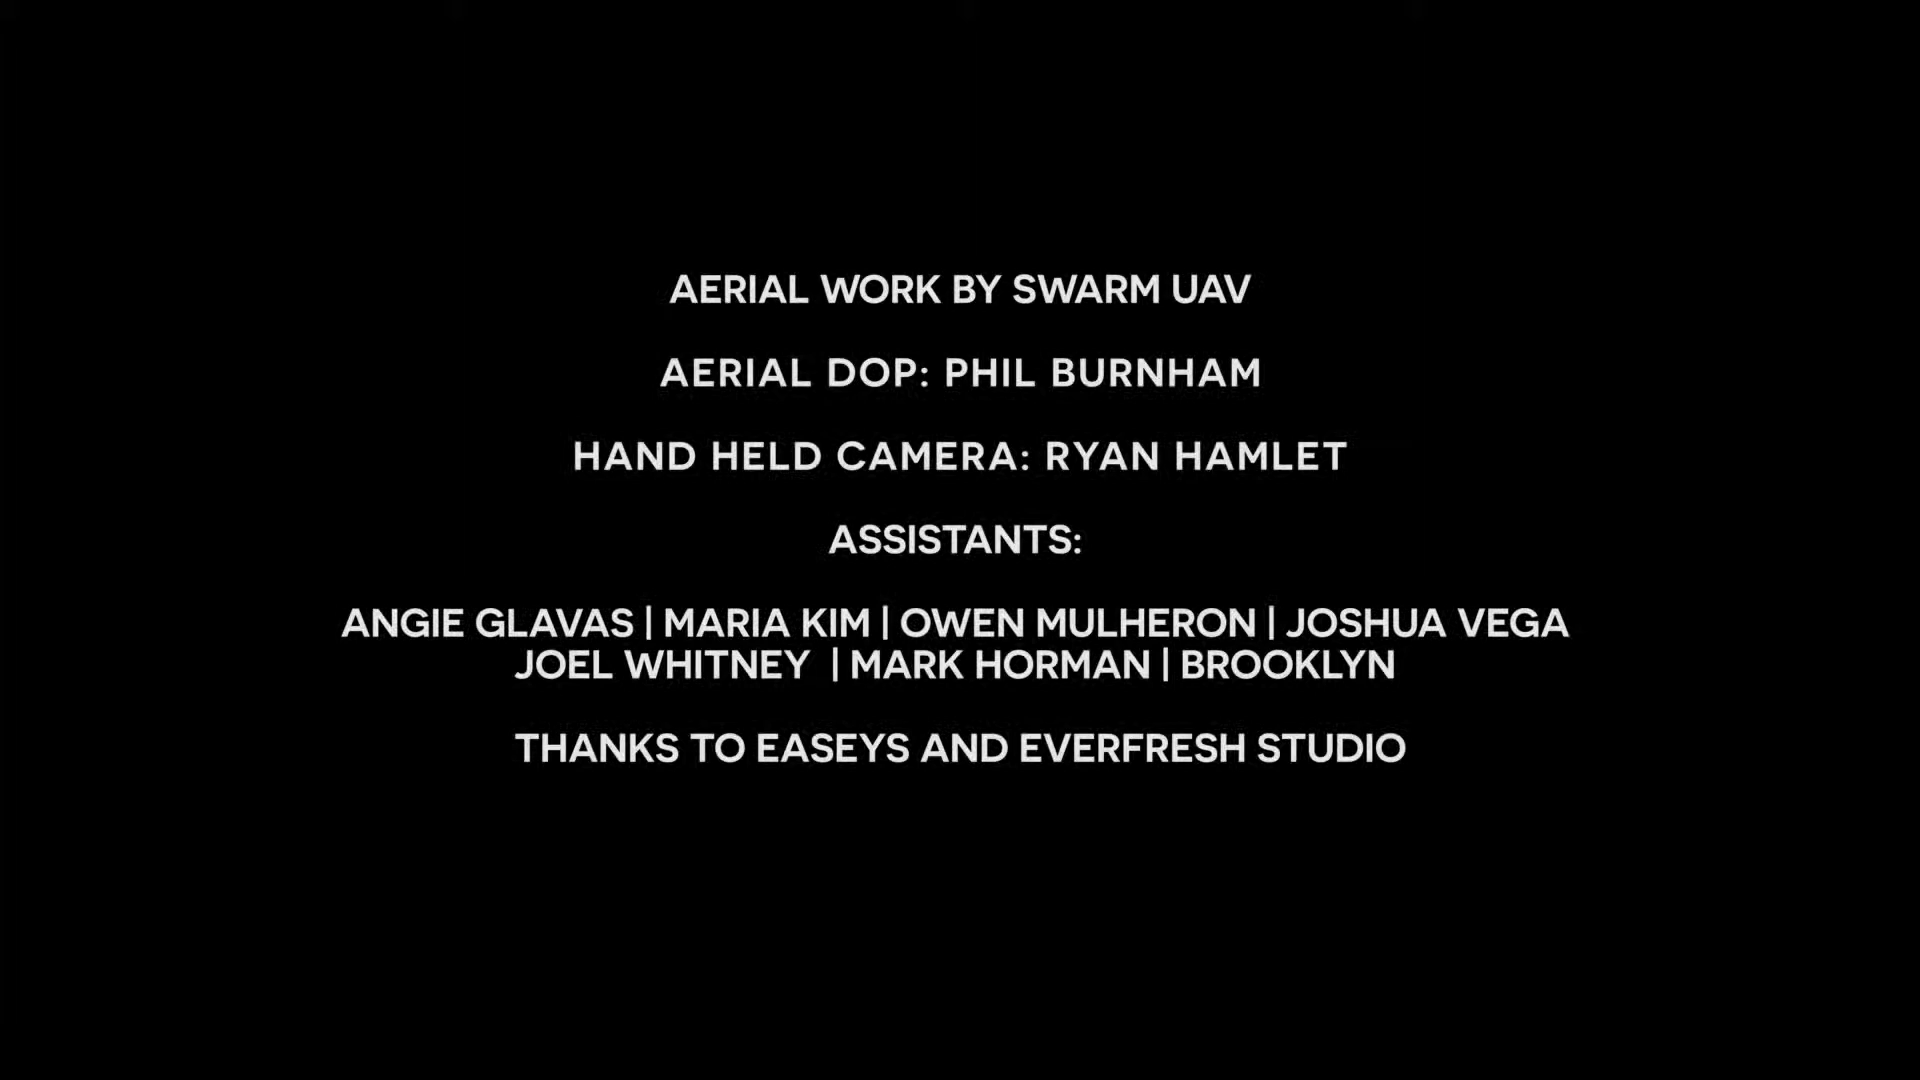 AERIAL WORK BY SWARM UAV
AERIAL DOP: PHIL BURNHAM
HAND HELD CAMERA: RYAN HAMLET
ASSISTANTS:
ANGIE GLAVAS | MARIA KIM | OWEN MULHERON | JOSHUA VEGA
JOEL WHITNEY | MARK HORMAN | BROOKLYN
THANKS TO EASEYS AND EVERFRESH STUDIO